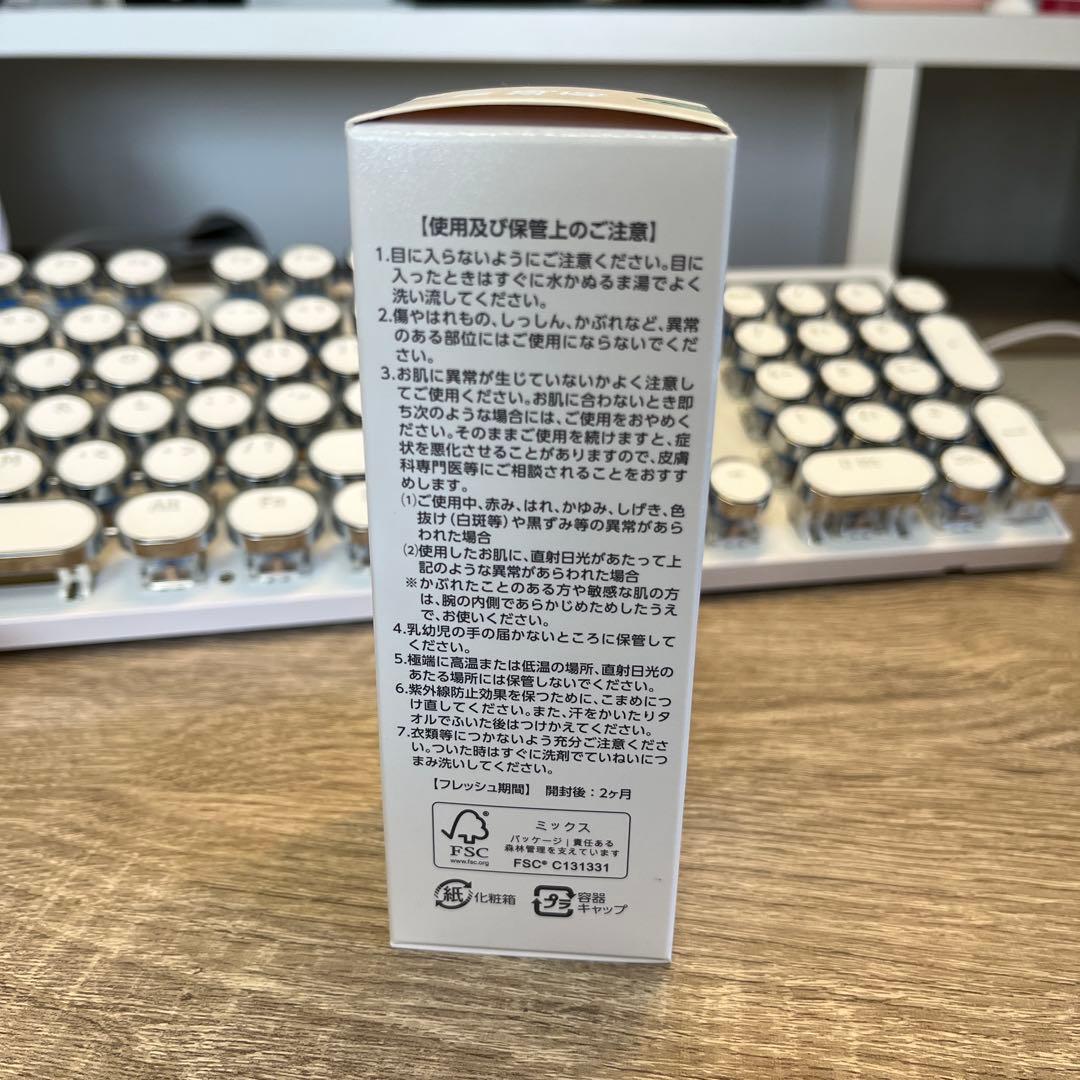 【使用及び保管上のご注意】
1.目に入らないようにご注意ください。目に
入ったときはすぐに水かぬるま湯でよく
洗い流してください。
2.傷やはれもの、しっしん、かぶれなど、異常
のある部位にはご使用にならないでくだ
さい。
3.お肌に異常が生じていないかよく注意し
てご使用ください。お肌に合わないとき即
ち次のような場合には、ご使用をおやめく
ださい。そのままご使用を続けますと、症
状を悪化させることがありますので、皮膚
科専門医等にご相談されることをおすす
めします。
(1)ご使用中、赤み、はれ、かゆみ、しげき、色
抜け(白斑等)や黒ずみ等の異常があら
われた場合
(2)使用したお肌に、直射日光があたって上
記のような異常があらわれた場合
※かぶれたことのある方や敏感な肌の方
は、腕の内側であらかじめためしたうえ
で、お使いください。
4.乳幼児の手の届かないところに保管して
ください。
5.極端に高温または低温の場所、直射日光の
あたる場所には保管しないでください。
6.紫外線防止効果を保つために、こまめにつ
け直してください。また、汗をかいたりタ
オルでふいた後はつけかえてください。
7.衣類等につかないよう充分ご注意くださ
い。ついた時はすぐに洗剤でていねいにつ
まみ洗いしてください。
【フレッシュ期間】 開封後:2ヶ月
FSC
www.fsc.org
ミックス
パッケージ|責任ある
森林管理を支えています
FSC® C131331
紙 化粧箱
プラ 容器
キャップ
Alt
Fn